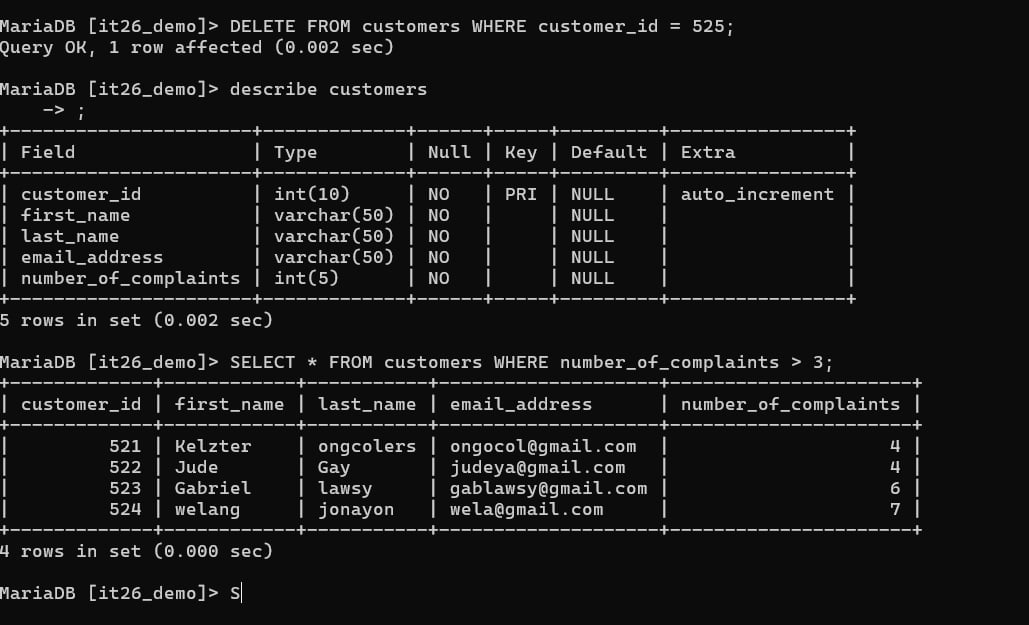 MariaDB [it26_demo]> DELETE FROM customers WHERE customer_id = 525;
Query OK, 1 row affected (0.002 sec)
MariaDB [it26_demo]> describe customers
    -> ;
+----------------------+-------------+------+-----+---------+----------------+
| Field                | Type        | Null | Key | Default | Extra          |
+----------------------+-------------+------+-----+---------+----------------+
| customer_id          | int(10)     | NO   | PRI | NULL    | auto_increment |
| first_name           | varchar(50) | NO   |     | NULL    |                |
| last_name            | varchar(50) | NO   |     | NULL    |                |
| email_address        | varchar(50) | NO   |     | NULL    |                |
| number_of_complaints | int(5)      | NO   |     | NULL    |                |
+----------------------+-------------+------+-----+---------+----------------+
5 rows in set (0.002 sec)
MariaDB [it26_demo]> SELECT * FROM customers WHERE number_of_complaints > 3;
+-------------+------------+-----------+--------------------+----------------------+
| customer_id | first_name | last_name | email_address      | number_of_complaints |
+-------------+------------+-----------+--------------------+----------------------+
|         521 | Kelzter    | ongcolers | ongocol@gmail.com  |                    4 |
|         522 | Jude       | Gay       | judeya@gmail.com   |                    4 |
|         523 | Gabriel    | lawsy     | gablawsy@gmail.com |                    6 |
|         524 | welang     | jonayon   | wela@gmail.com     |                    7 |
+-------------+------------+-----------+--------------------+----------------------+
4 rows in set (0.000 sec)
MariaDB [it26_demo]> S